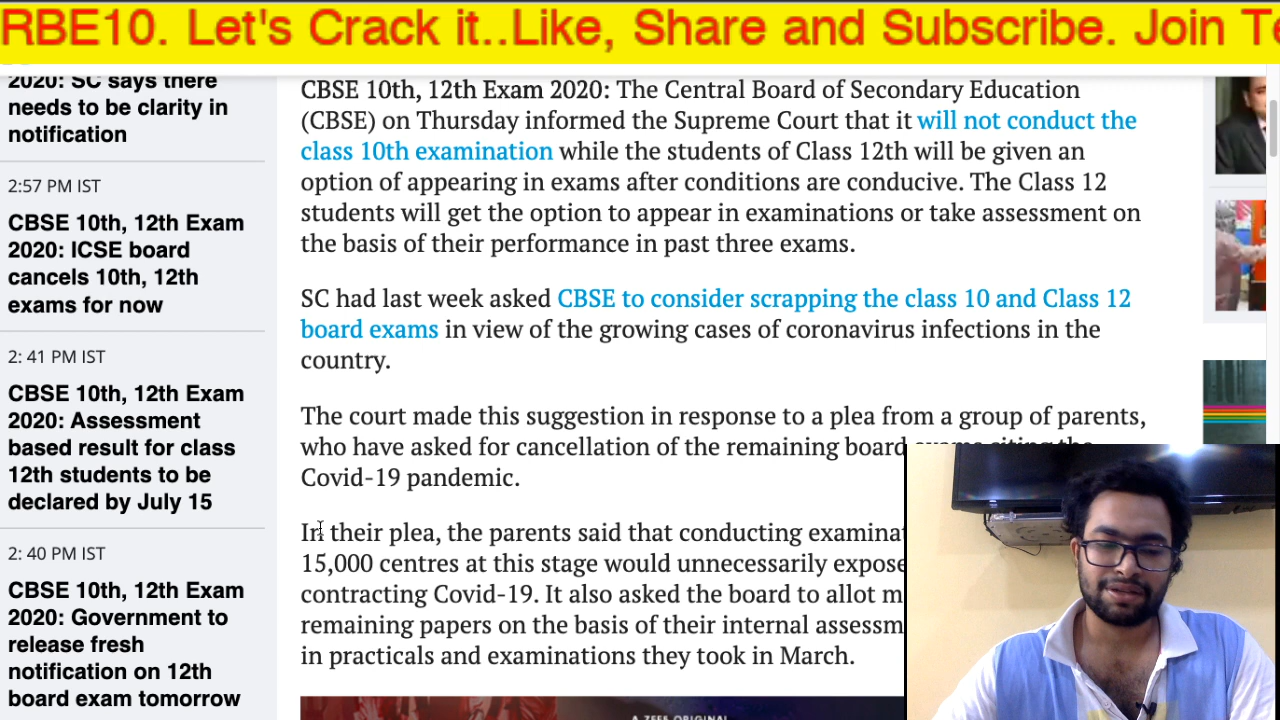 RBE10. Let's Crack it..Like, Share and Subscribe. Join
2020: SC says there
needs to be clarity in
notification
2:57 PM IST
CBSE 10th, 12th Exam
2020: ICSE board
cancels 10th, 12th
exams for now
2: 41 PM IST
CBSE 10th, 12th Exam
2020: Assessment
based result for class
12th students to be
declared by July 15
2: 40 PM IST
CBSE 10th, 12th Exam
2020: Government to
release fresh
notification on 12th
board exam tomorrow
CBSE 10th, 12th Exam 2020: The Central Board of Secondary Education
(CBSE) on Thursday informed the Supreme Court that it will not conduct the
class 10th examination while the students of Class 12th will be given an
option of appearing in exams after conditions are conducive. The Class 12
students will get the option to appear in examinations or take assessment on
the basis of their performance in past three exams.
SC had last week asked CBSE to consider scrapping the class 10 and Class 12
board exams in view of the growing cases of coronavirus infections in the
country.
The court made this suggestion in response to a plea from a group of parents,
who have asked for cancellation of the remaining board exams citing the
Covid-19 pandemic.
In their plea, the parents said that conducting examinat
15,000 centres at this stage would unnecessarily expose
contracting Covid-19. It also asked the board to allot m
remaining papers on the basis of their internal assessm
in practicals and examinations they took in March.
A ZEE5 ORIGINAL